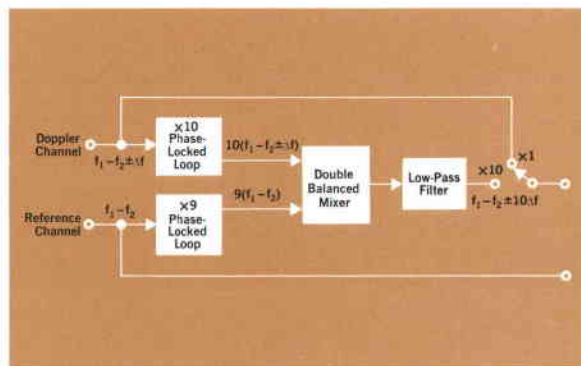 Doppler
Channel
f₁−f₂±Δf
×10
Phase-
Locked
Loop
10(f₁−f₂±Δf)
Reference
Channel
f₁−f₂
×9
Phase-
Locked
Loop
9(f₁−f₂)
Double
Balanced
Mixer
Low-Pass
Filter
×10
×1
f₁−f₂±10Δf